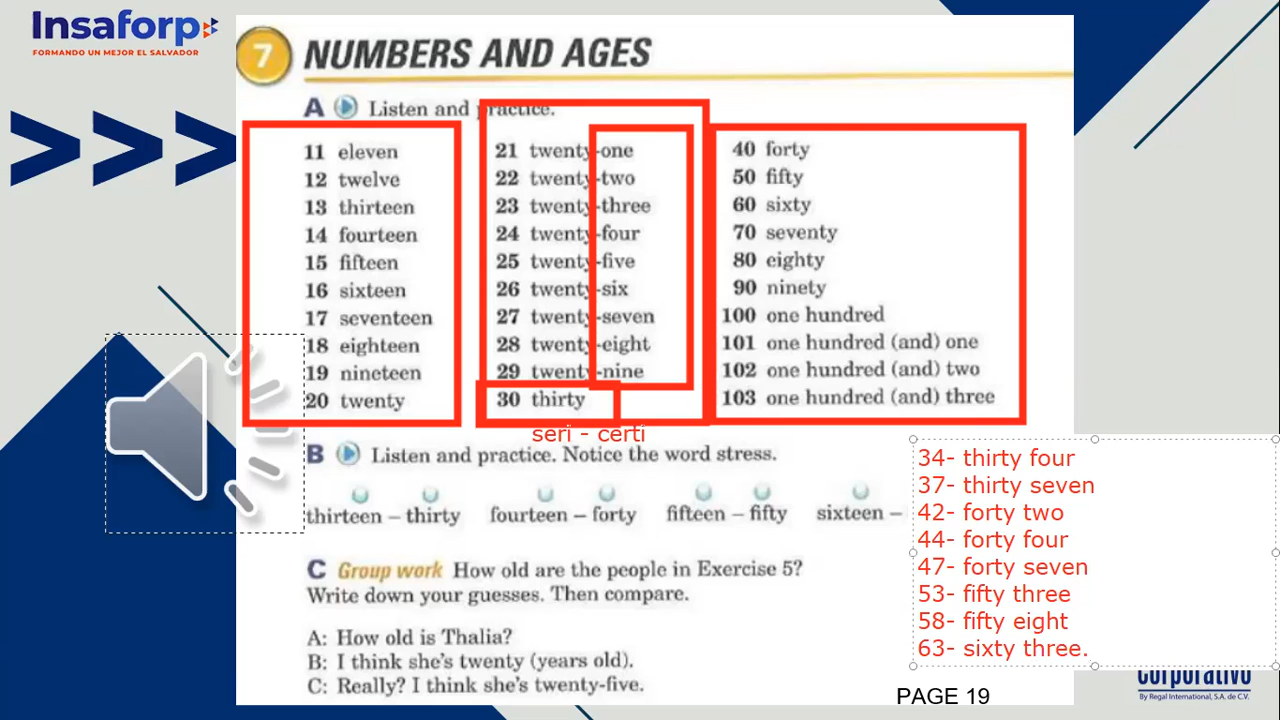 Insaforp
FORMANDO UN MEJOR EL SALVADOR
7 NUMBERS AND AGES
A Listen and practice.
11 eleven
12 twelve
13 thirteen
14 fourteen
15 fifteen
16 sixteen
17 seventeen
18 eighteen
19 nineteen
20 twenty
21 twenty-one
22 twenty-two
23 twenty-three
24 twenty-four
25 twenty-five
26 twenty-six
27 twenty-seven
28 twenty-eight
29 twenty-nine
30 thirty
seri - certi
40 forty
50 fifty
60 sixty
70 seventy
80 eighty
90 ninety
100 one hundred
101 one hundred (and) one
102 one hundred (and) two
103 one hundred (and) three
B Listen and practice. Notice the word stress.
thirteen – thirty fourteen – forty fifteen – fifty sixteen –
34- thirty four
37- thirty seven
42- forty two
44- forty four
47- forty seven
53- fifty three
58- fifty eight
63- sixty three.
C Group work How old are the people in Exercise 5?
Write down your guesses. Then compare.
A: How old is Thalia?
B: I think she's twenty (years old).
C: Really? I think she's twenty-five.
PAGE 19
Corporativo
By Regal International, S.A. de C.V.